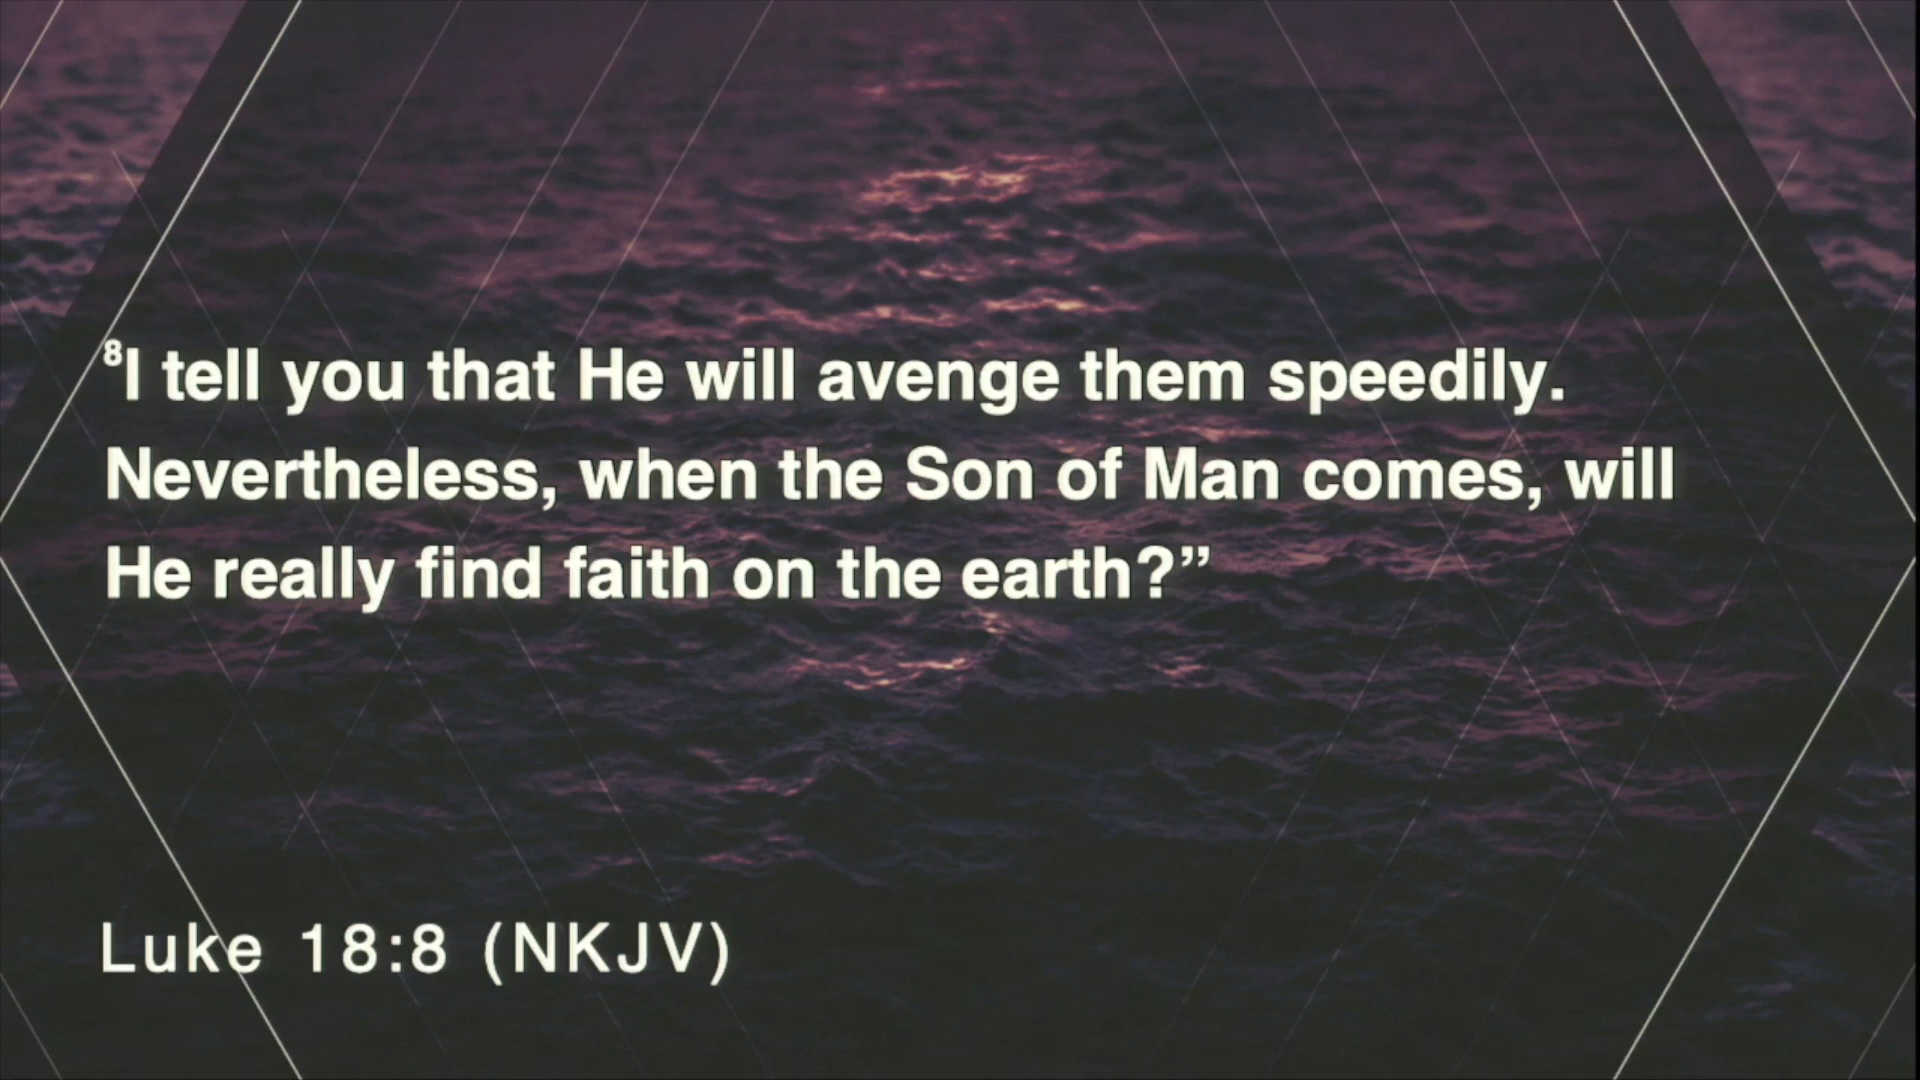 ⁸I tell you that He will avenge them speedily.
Nevertheless, when the Son of Man comes, will
He really find faith on the earth?”
Luke 18:8 (NKJV)